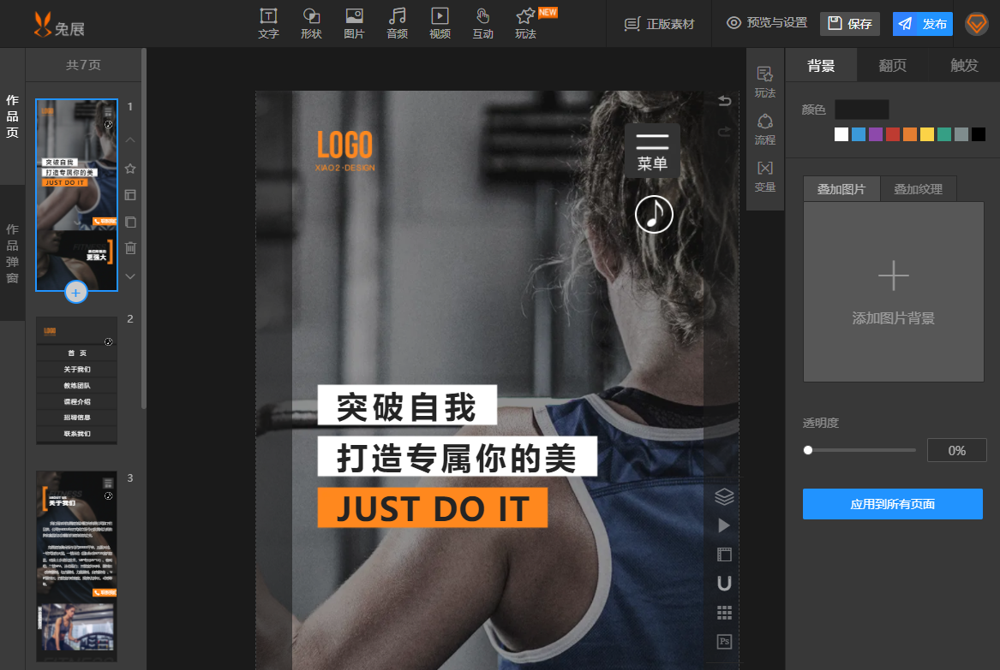 兔展
文字
形状
图片
音频
视频
互动
玩法
NEW
正版素材
预览与设置
保存
发布
作品页
作品弹窗
共7页
1
LOGO
突破自我
打造专属你的美
JUST DO IT
更强大
2
LOGO
首 页
关于我们
教练团队
课程介绍
招聘信息
联系我们
3
关于我们
LOGO
XIAO2·DESIGN
菜单
突破自我
打造专属你的美
JUST DO IT
玩法
流程
变量
Ps
背景
翻页
触发
颜色
叠加图片
叠加纹理
添加图片背景
透明度
0%
应用到所有页面